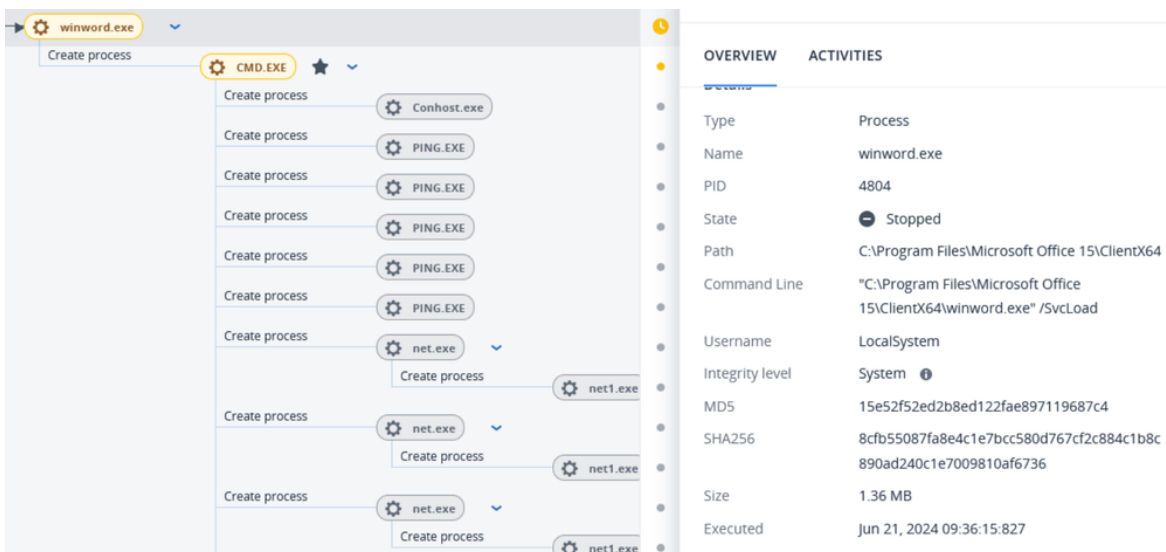 winword.exe
Create process
CMD.EXE
Create process
Conhost.exe
Create process
PING.EXE
Create process
PING.EXE
Create process
PING.EXE
Create process
PING.EXE
Create process
PING.EXE
Create process
net.exe
Create process
net1.exe
Create process
net.exe
Create process
net1.exe
Create process
net.exe
Create process
net1.exe
OVERVIEW ACTIVITIES
Details
Type Process
Name winword.exe
PID 4804
State Stopped
Path C:\Program Files\Microsoft Office 15\ClientX64
Command Line "C:\Program Files\Microsoft Office
15\ClientX64\winword.exe" /SvcLoad
Username LocalSystem
Integrity level System
MD5 15e52f52ed2b8ed122fae897119687c4
SHA256 8cfb55087fa8e4c1e7bcc580d767cf2c884c1b8c
890ad240c1e7009810af6736
Size 1.36 MB
Executed Jun 21, 2024 09:36:15:827